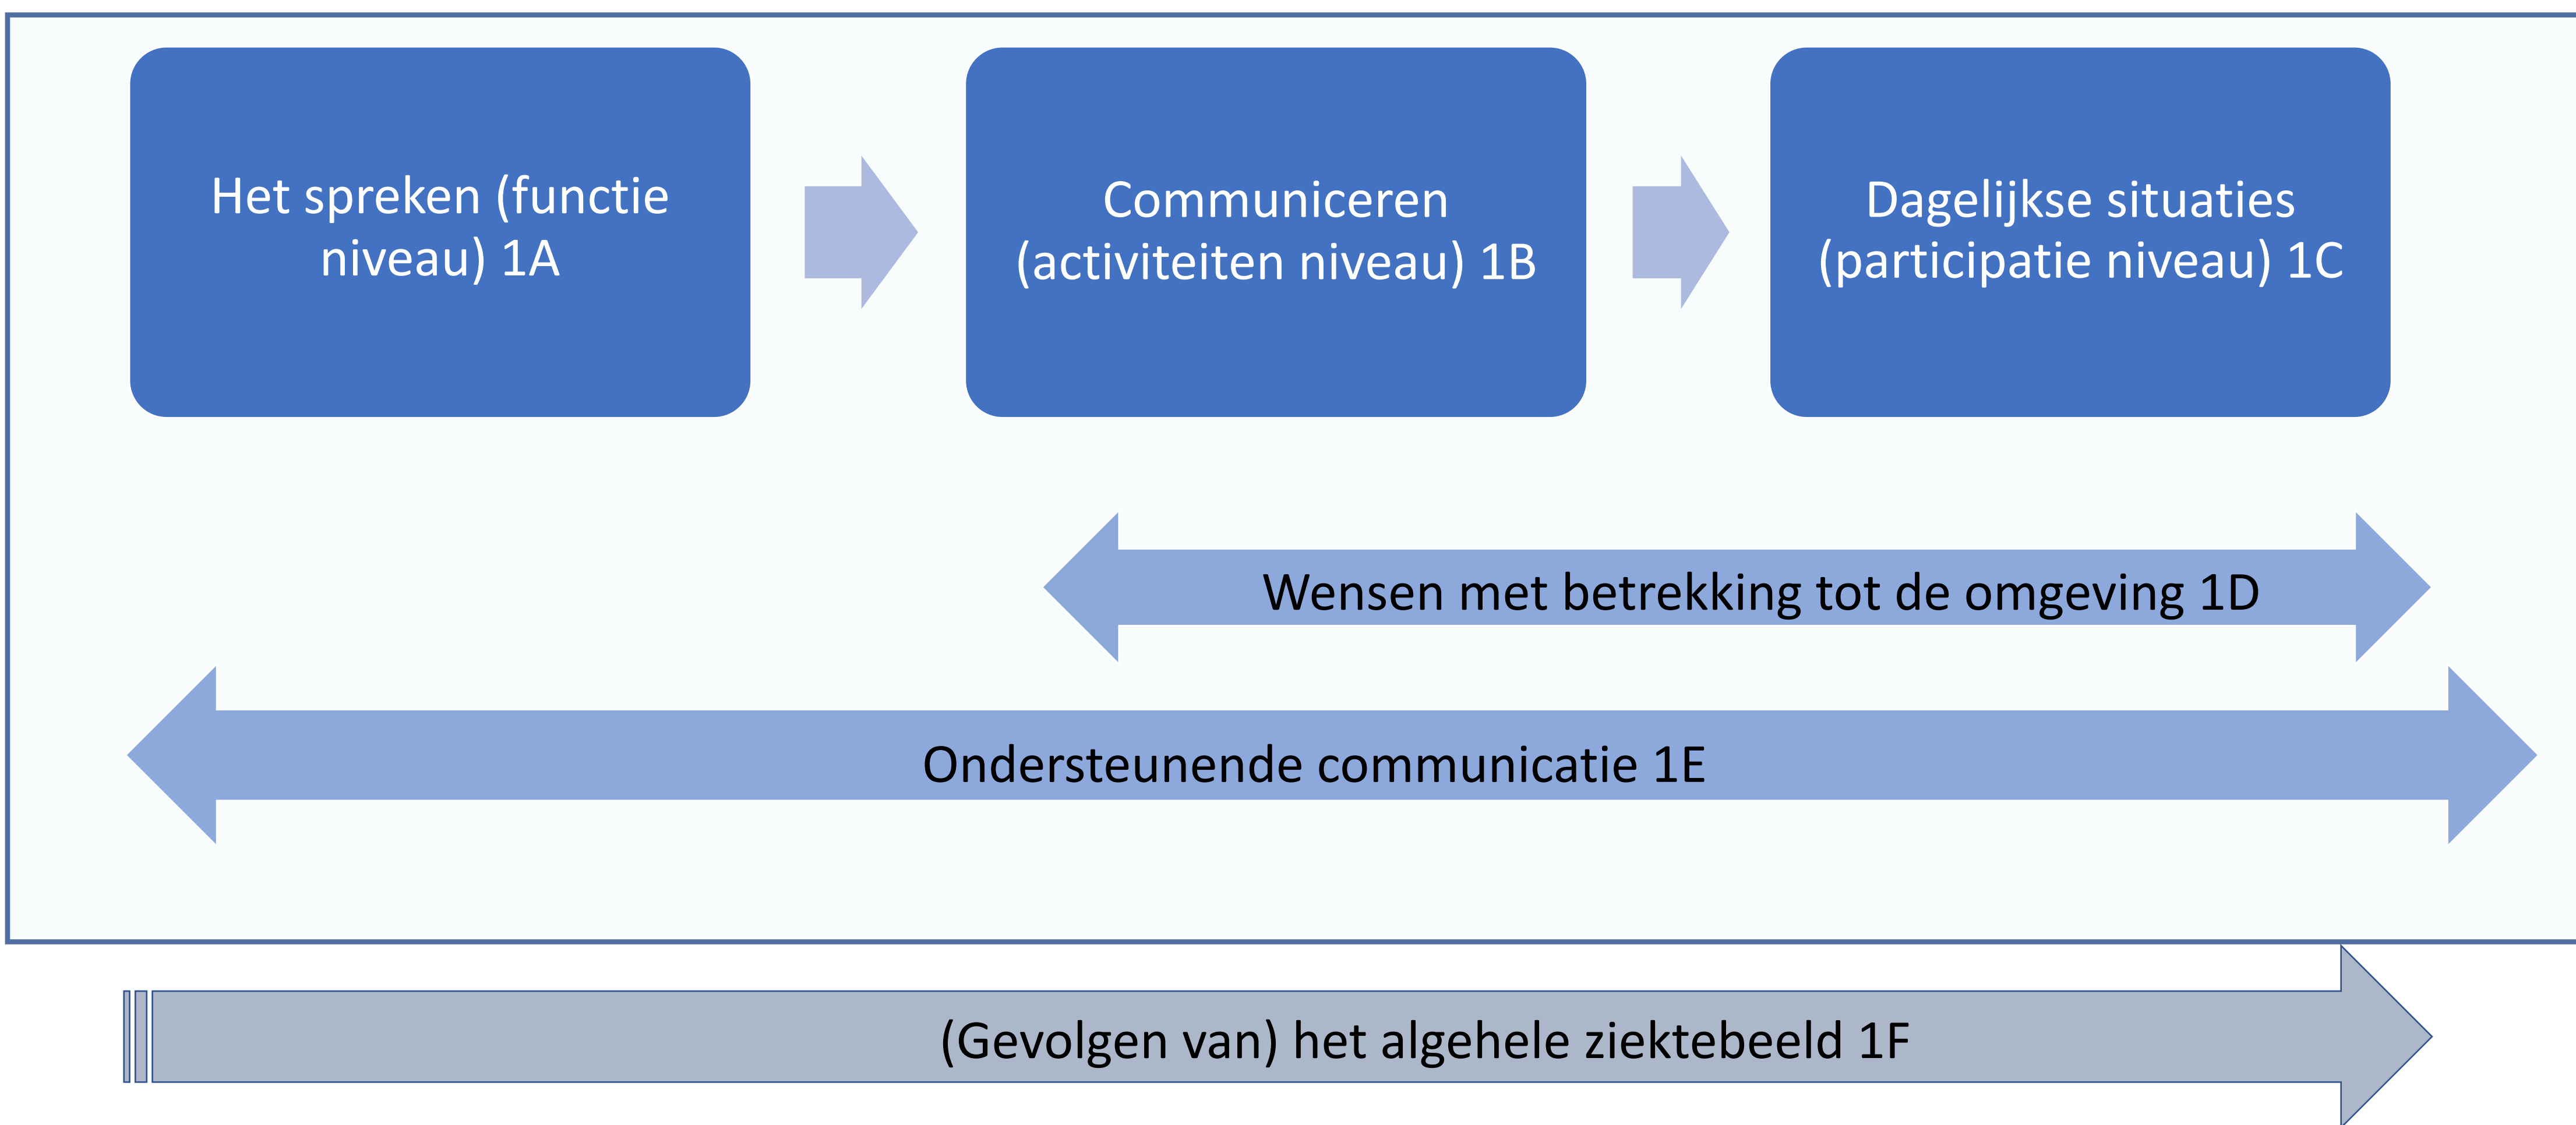 Het spreken (functie
niveau) 1A
Communiceren
(activiteiten niveau) 1B
Dagelijkse situaties
(participatie niveau) 1C
Wensen met betrekking tot de omgeving 1D
Ondersteunende communicatie 1E
(Gevolgen van) het algehele ziektebeeld 1F